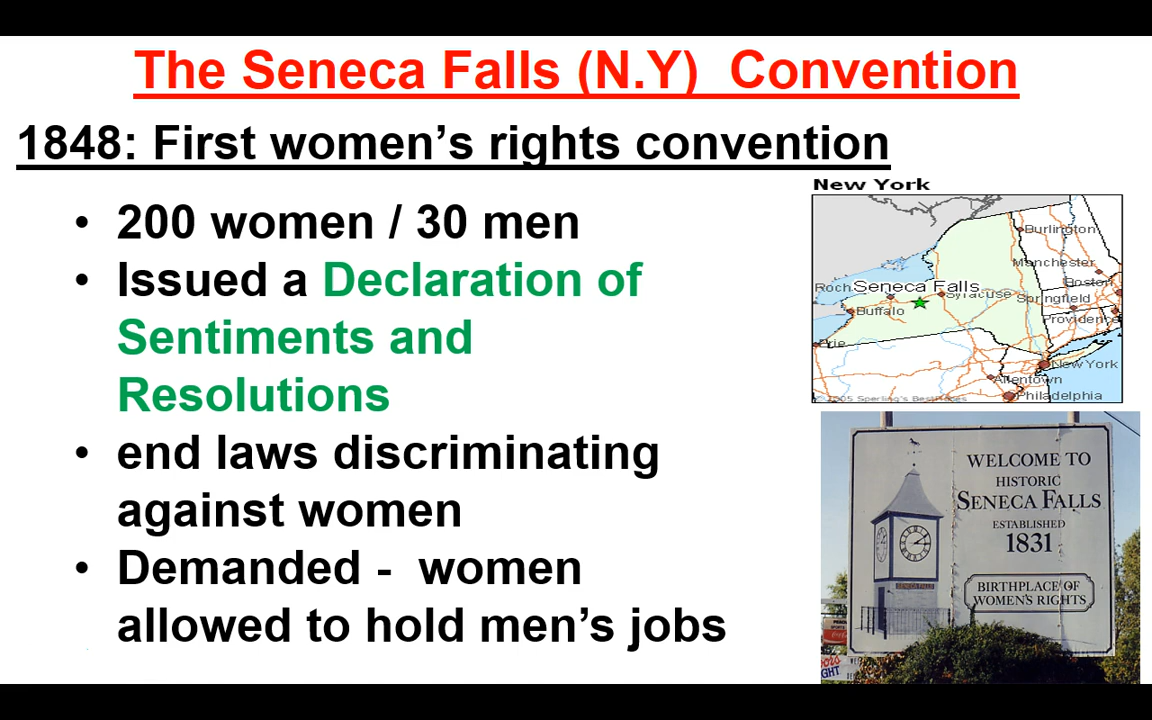 The Seneca Falls (N.Y) Convention
1848: First women's rights convention
• 200 women / 30 men
• Issued a Declaration of
Sentiments and
Resolutions
• end laws discriminating
against women
• Demanded - women
allowed to hold men's jobs
New York
Burlington
Manchester
Boston
Roch
Seneca Falls
Syracuse
Springfield
Buffalo
Providence
Erie
New York
Allentown
Philadelphia
© 2005 Sperling's BestPlaces
WELCOME TO
HISTORIC
SENECA FALLS
ESTABLISHED
1831
BIRTHPLACE OF
WOMEN'S RIGHTS